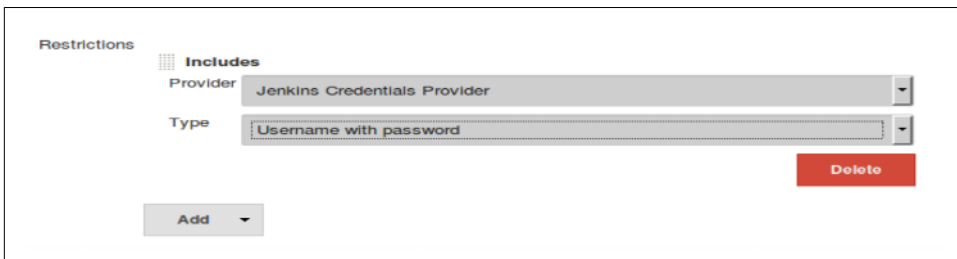 Restrictions
Includes
Provider Jenkins Credentials Provider
Type Username with password
Delete
Add